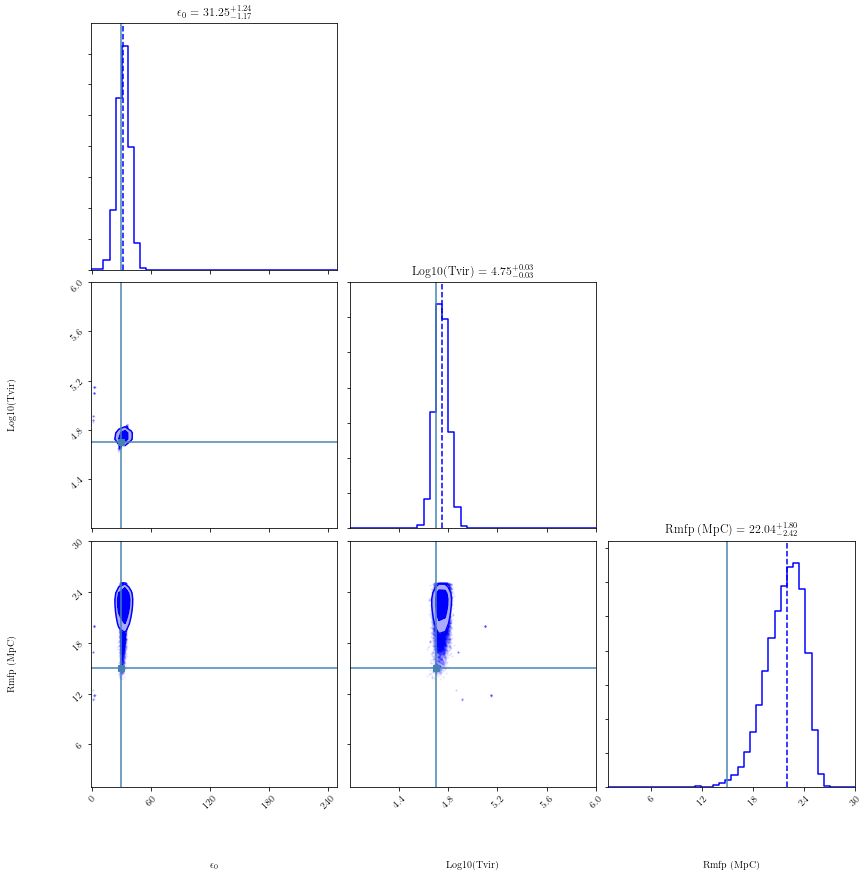 ϵ₀ = 31.25⁺¹·²⁴₋₁.₁₇
6.0
5.6
5.2
4.8
4.4
Log10(Tvir)
Log10(Tvir) = 4.75⁺⁰·⁰³₋₀.₀₃
30
24
18
12
6
Rmfp (MpC)
Rmfp (MpC) = 22.04⁺¹·⁸⁰₋₂.₄₂
0 60 120 180 240
4.4 4.8 5.2 5.6 6.0
6 12 18 24 30
ϵ₀ Log10(Tvir) Rmfp (MpC)